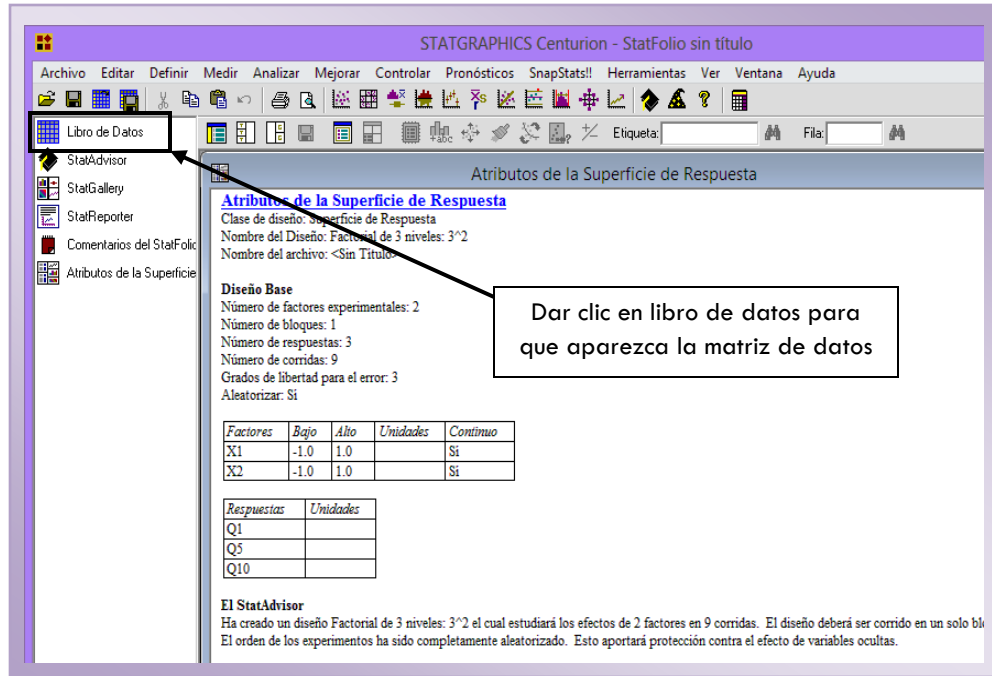 STATGRAPHICS Centurion - StatFolio sin título
Archivo Editar Definir Medir Analizar Mejorar Controlar Pronósticos SnapStats!! Herramientas Ver Ventana Ayuda
Libro de Datos
Etiqueta: Fila:
StatAdvisor
StatGallery
StatReporter
Comentarios del StatFolio
Atributos de la Superficie
Atributos de la Superficie de Respuesta
Atributos de la Superficie de Respuesta
Clase de diseño: Superficie de Respuesta
Nombre del Diseño: Factorial de 3 niveles: 3^2
Nombre del archivo: <Sin Título>
Diseño Base
Número de factores experimentales: 2
Número de bloques: 1
Número de respuestas: 3
Número de corridas: 9
Grados de libertad para el error: 3
Aleatorizar: Sí
Dar clic en libro de datos para
que aparezca la matriz de datos
Factores Bajo Alto Unidades Continuo
X1 -1.0 1.0 Sí
X2 -1.0 1.0 Sí
Respuestas Unidades
Q1
Q5
Q10
El StatAdvisor
Ha creado un diseño Factorial de 3 niveles: 3^2 el cual estudiará los efectos de 2 factores en 9 corridas. El diseño deberá ser corrido en un solo
El orden de los experimentos ha sido completamente aleatorizado. Esto aportará protección contra el efecto de variables ocultas.